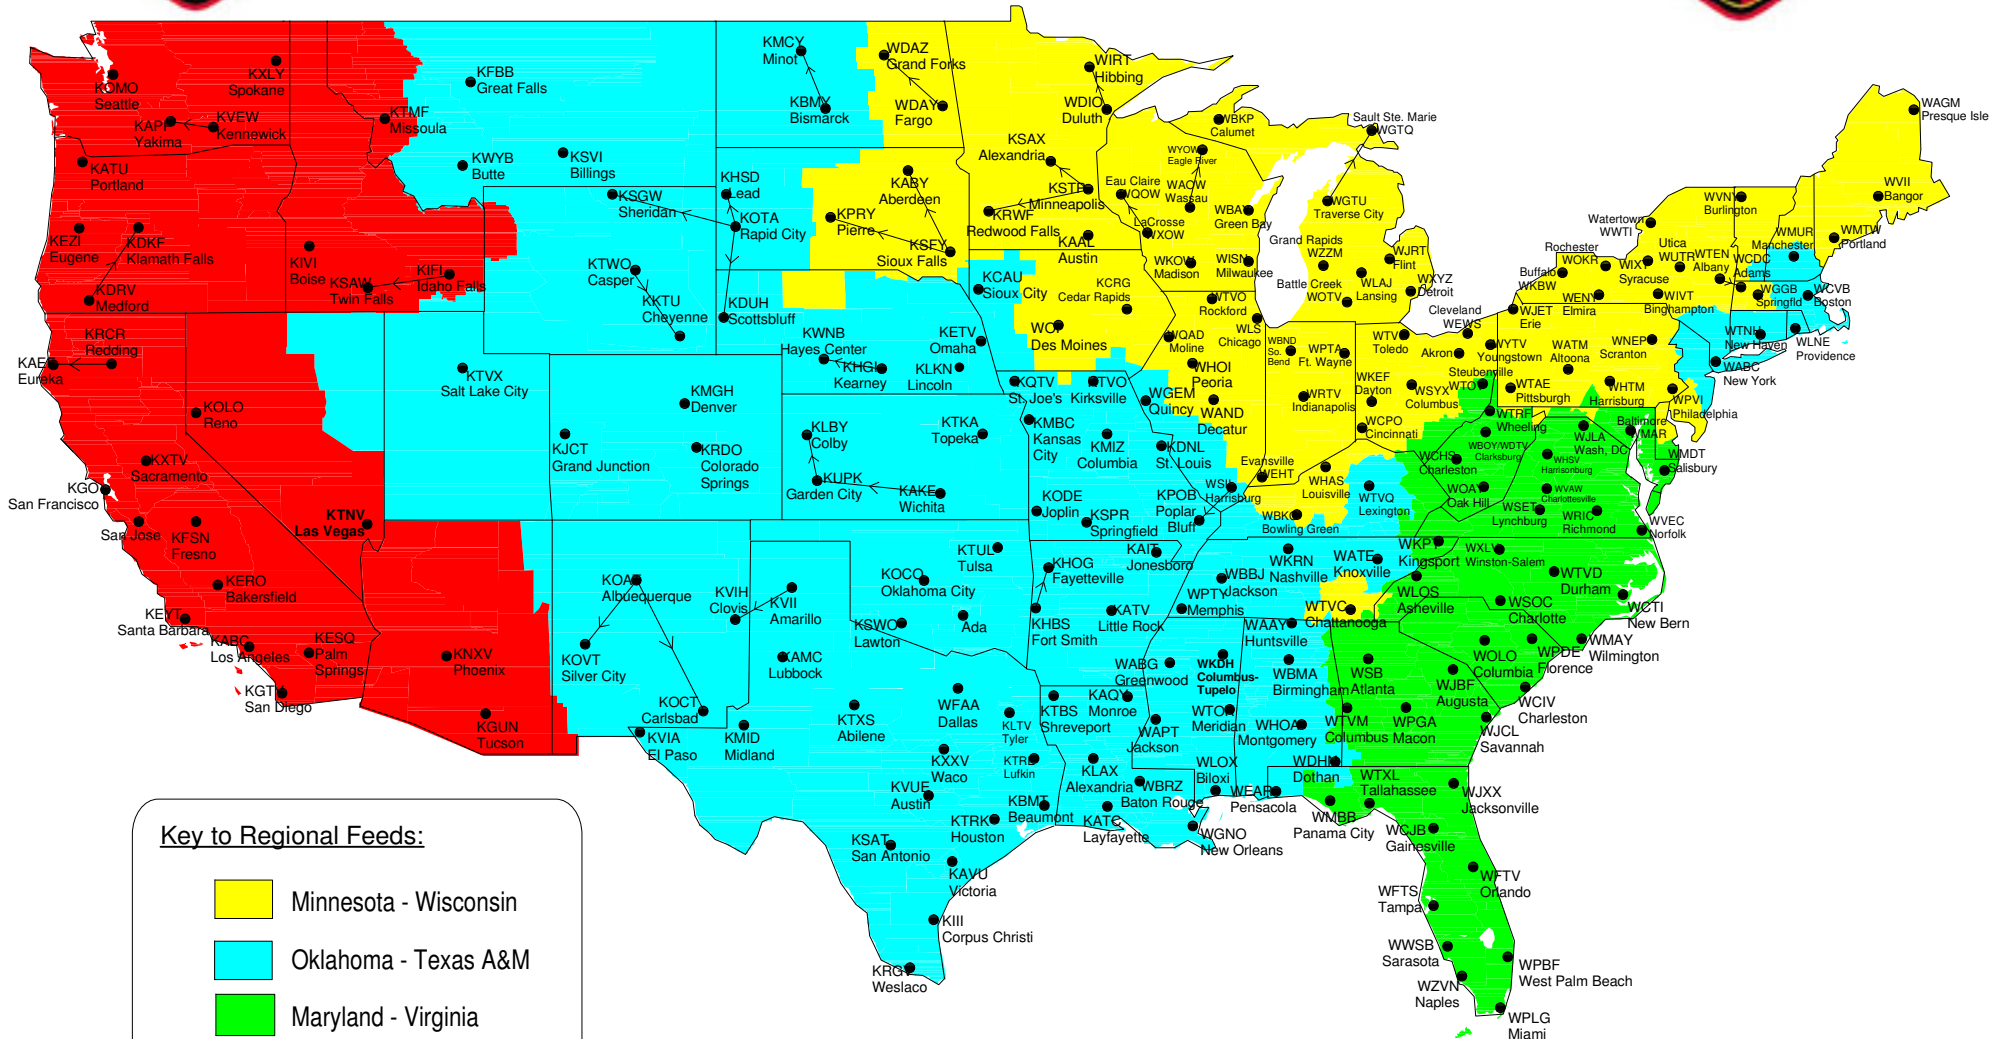 KOMO
Seattle
KXLY
Spokane
KAPP
Yakima
KVEW
Kennewick
KATU
Portland
KEZI
Eugene
KDKF
Klamath Falls
KDRV
Medford
KTMF
Missoula
KIVI
Boise
KSAW
Twin Falls
KIFI
Idaho Falls
KRCR
Redding
KAEF
Eureka
KOLO
Reno
KXTV
Sacramento
KGO
San Francisco
San Jose
KFSN
Fresno
KTNV
Las Vegas
KERO
Bakersfield
KEYT
Santa Barbara
KABC
Los Angeles
KESQ
Palm
Springs
KGTV
San Diego
KNXV
Phoenix
KGUN
Tucson
KFBB
Great Falls
KWYB
Butte
KSVI
Billings
KMCY
Minot
KBMY
Bismarck
KSGW
Sheridan
KHSD
Lead
KOTA
Rapid City
KTWO
Casper
KKTU
Cheyenne
KDUH
Scottsbluff
KTVX
Salt Lake City
KMGH
Denver
KJCT
Grand Junction
KRDO
Colorado
Springs
KWNB
Hayes Center
KHGI
Kearney
KETV
Omaha
KLKN
Lincoln
KCAU
Sioux City
KLBY
Colby
KTKA
Topeka
KUPK
Garden City
KAKE
Wichita
KQTV
St. Joe's
KTVO
Kirksville
KMBC
Kansas
City
KMIZ
Columbia
KDNL
St. Louis
KODE
Joplin
KSPR
Springfield
KPOB
Poplar
Bluff
WGEM
Quincy
WSIL
Harrisburg
KOAT
Albuequerque
KOVT
Silver City
KOCT
Carlsbad
KVIH
Clovis
KVII
Amarillo
KVIA
El Paso
KMID
Midland
KAMC
Lubbock
KOCO
Oklahoma City
KTUL
Tulsa
KSWO
Lawton
Ada
KTXS
Abilene
WFAA
Dallas
KXXV
Waco
KVUE
Austin
KSAT
San Antonio
KAVU
Victoria
KIII
Corpus Christi
KRGV
Weslaco
KLTV
Tyler
KTRE
Lufkin
KBMT
Beaumont
KTRK
Houston
KHOG
Fayetteville
KHBS
Fort Smith
KAIT
Jonesboro
KATV
Little Rock
KTBS
Shreveport
KAQY
Monroe
KLAX
Alexandria
KATC
Layfayette
WBRZ
Baton Rouge
WGNO
New Orleans
WABG
Greenwood
WKDH
Columbus-
Tupelo
WTOK
Meridian
WAPT
Jackson
WLOX
Biloxi
WPTY
Memphis
WBBJ
Jackson
WKRN
Nashville
WATE
Knoxville
WTVC
Chattanooga
WAAY
Huntsville
WBMA
Birmingham
WHOA
Montgomery
WDHN
Dothan
WEAR
Pensacola
WDAZ
Grand Forks
WDAY
Fargo
KABY
Aberdeen
KPRY
Pierre
KSFY
Sioux Falls
WIRT
Hibbing
WDIO
Duluth
KSAX
Alexandria
KSTP
Minneapolis
KRWF
Redwood Falls
KAAL
Austin
WBKP
Calumet
WYOW
Eagle River
WAOW
Wassau
Eau Claire
WQOW
LaCrosse
WXOW
WBAY
Green Bay
WKOW
Madison
WISN
Milwaukee
KCRG
Cedar Rapids
WOI
Des Moines
WQAD
Moline
WTVO
Rockford
WLS
Chicago
WHOI
Peoria
WAND
Decatur
Sault Ste. Marie
WGTQ
WGTU
Traverse City
Grand Rapids
WZZM
WJRT
Flint
Battle Creek
WOTV
WLAJ
Lansing
WXYZ
Detroit
WBND
So.
Bend
WPTA
Ft. Wayne
WRTV
Indianapolis
Evansville
WEHT
WHAS
Louisville
WBKO
Bowling Green
WTVQ
Lexington
WTVG
Toledo
Cleveland
WEWS
Akron
WYTV
Youngstown
WKEF
Dayton
WSYX
Columbus
WCPO
Cincinnati
Steubenville
WTOV
WTRF
Wheeling
WJET
Erie
WTAE
Pittsburgh
WATM
Altoona
WHTM
Harrisburg
WNEP
Scranton
WPVI
Philadelphia
Buffalo
WKBW
Rochester
WOKR
Watertown
WWTI
WIXT
Syracuse
Utica
WUTR
WENY
Elmira
WIVT
Binghampton
WTEN
Albany
WCDC
Adams
WVNY
Burlington
WMUR
Manchester
WMTW
Portland
WVII
Bangor
WAGM
Presque Isle
WGGB
Springfld
WCVB
Boston
WTNH
New Haven
WLNE
Providence
WABC
New York
Baltimore
WMAR
WMDT
Salisbury
WJLA
Wash, DC
WBOY/WDTV
Clarksburg
WHSV
Harrisonburg
WCHS
Charleston
WOAY
Oak Hill
WVAW
Charlottesville
WSET
Lynchburg
WRIC
Richmond
WVEC
Norfolk
WKPT
Kingsport
WXLV
Winston-Salem
WTVD
Durham
WLOS
Asheville
WSOC
Charlotte
WCTI
New Bern
WMAY
Wilmington
WOLO
Columbia
WPDE
Florence
WCIV
Charleston
WJBF
Augusta
WJCL
Savannah
WSB
Atlanta
WTVM
Columbus
WPGA
Macon
WTXL
Tallahassee
WMBB
Panama City
WJXX
Jacksonville
WCJB
Gainesville
WFTV
Orlando
WFTS
Tampa
WWSB
Sarasota
WZVN
Naples
WPBF
West Palm Beach
WPLG
Miami
Key to Regional Feeds:
Minnesota - Wisconsin
Oklahoma - Texas A&M
Maryland - Virginia